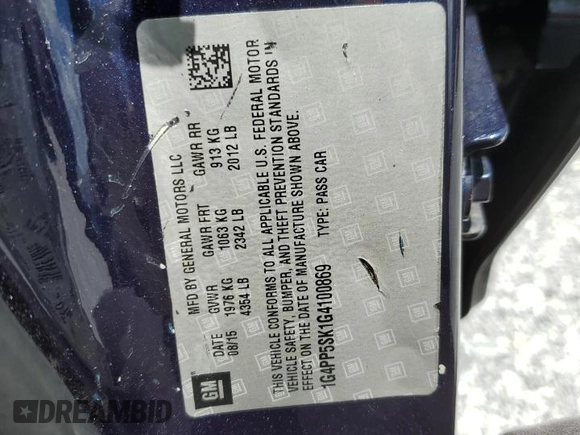 MFD BY GENERAL MOTORS LLC
DATE GVWR GAWR FRT GAWR RR
08/15 1976 KG 1063 KG 913 KG
4354 LB 2342 LB 2012 LB
THIS VEHICLE CONFORMS TO ALL APPLICABLE U.S. FEDERAL MOTOR
VEHICLE SAFETY, BUMPER, AND THEFT PREVENTION STANDARDS IN
EFFECT ON THE DATE OF MANUFACTURE SHOWN ABOVE.
1G4PP5SK1G4100869 TYPE: PASS CAR
GM
DREAMBID